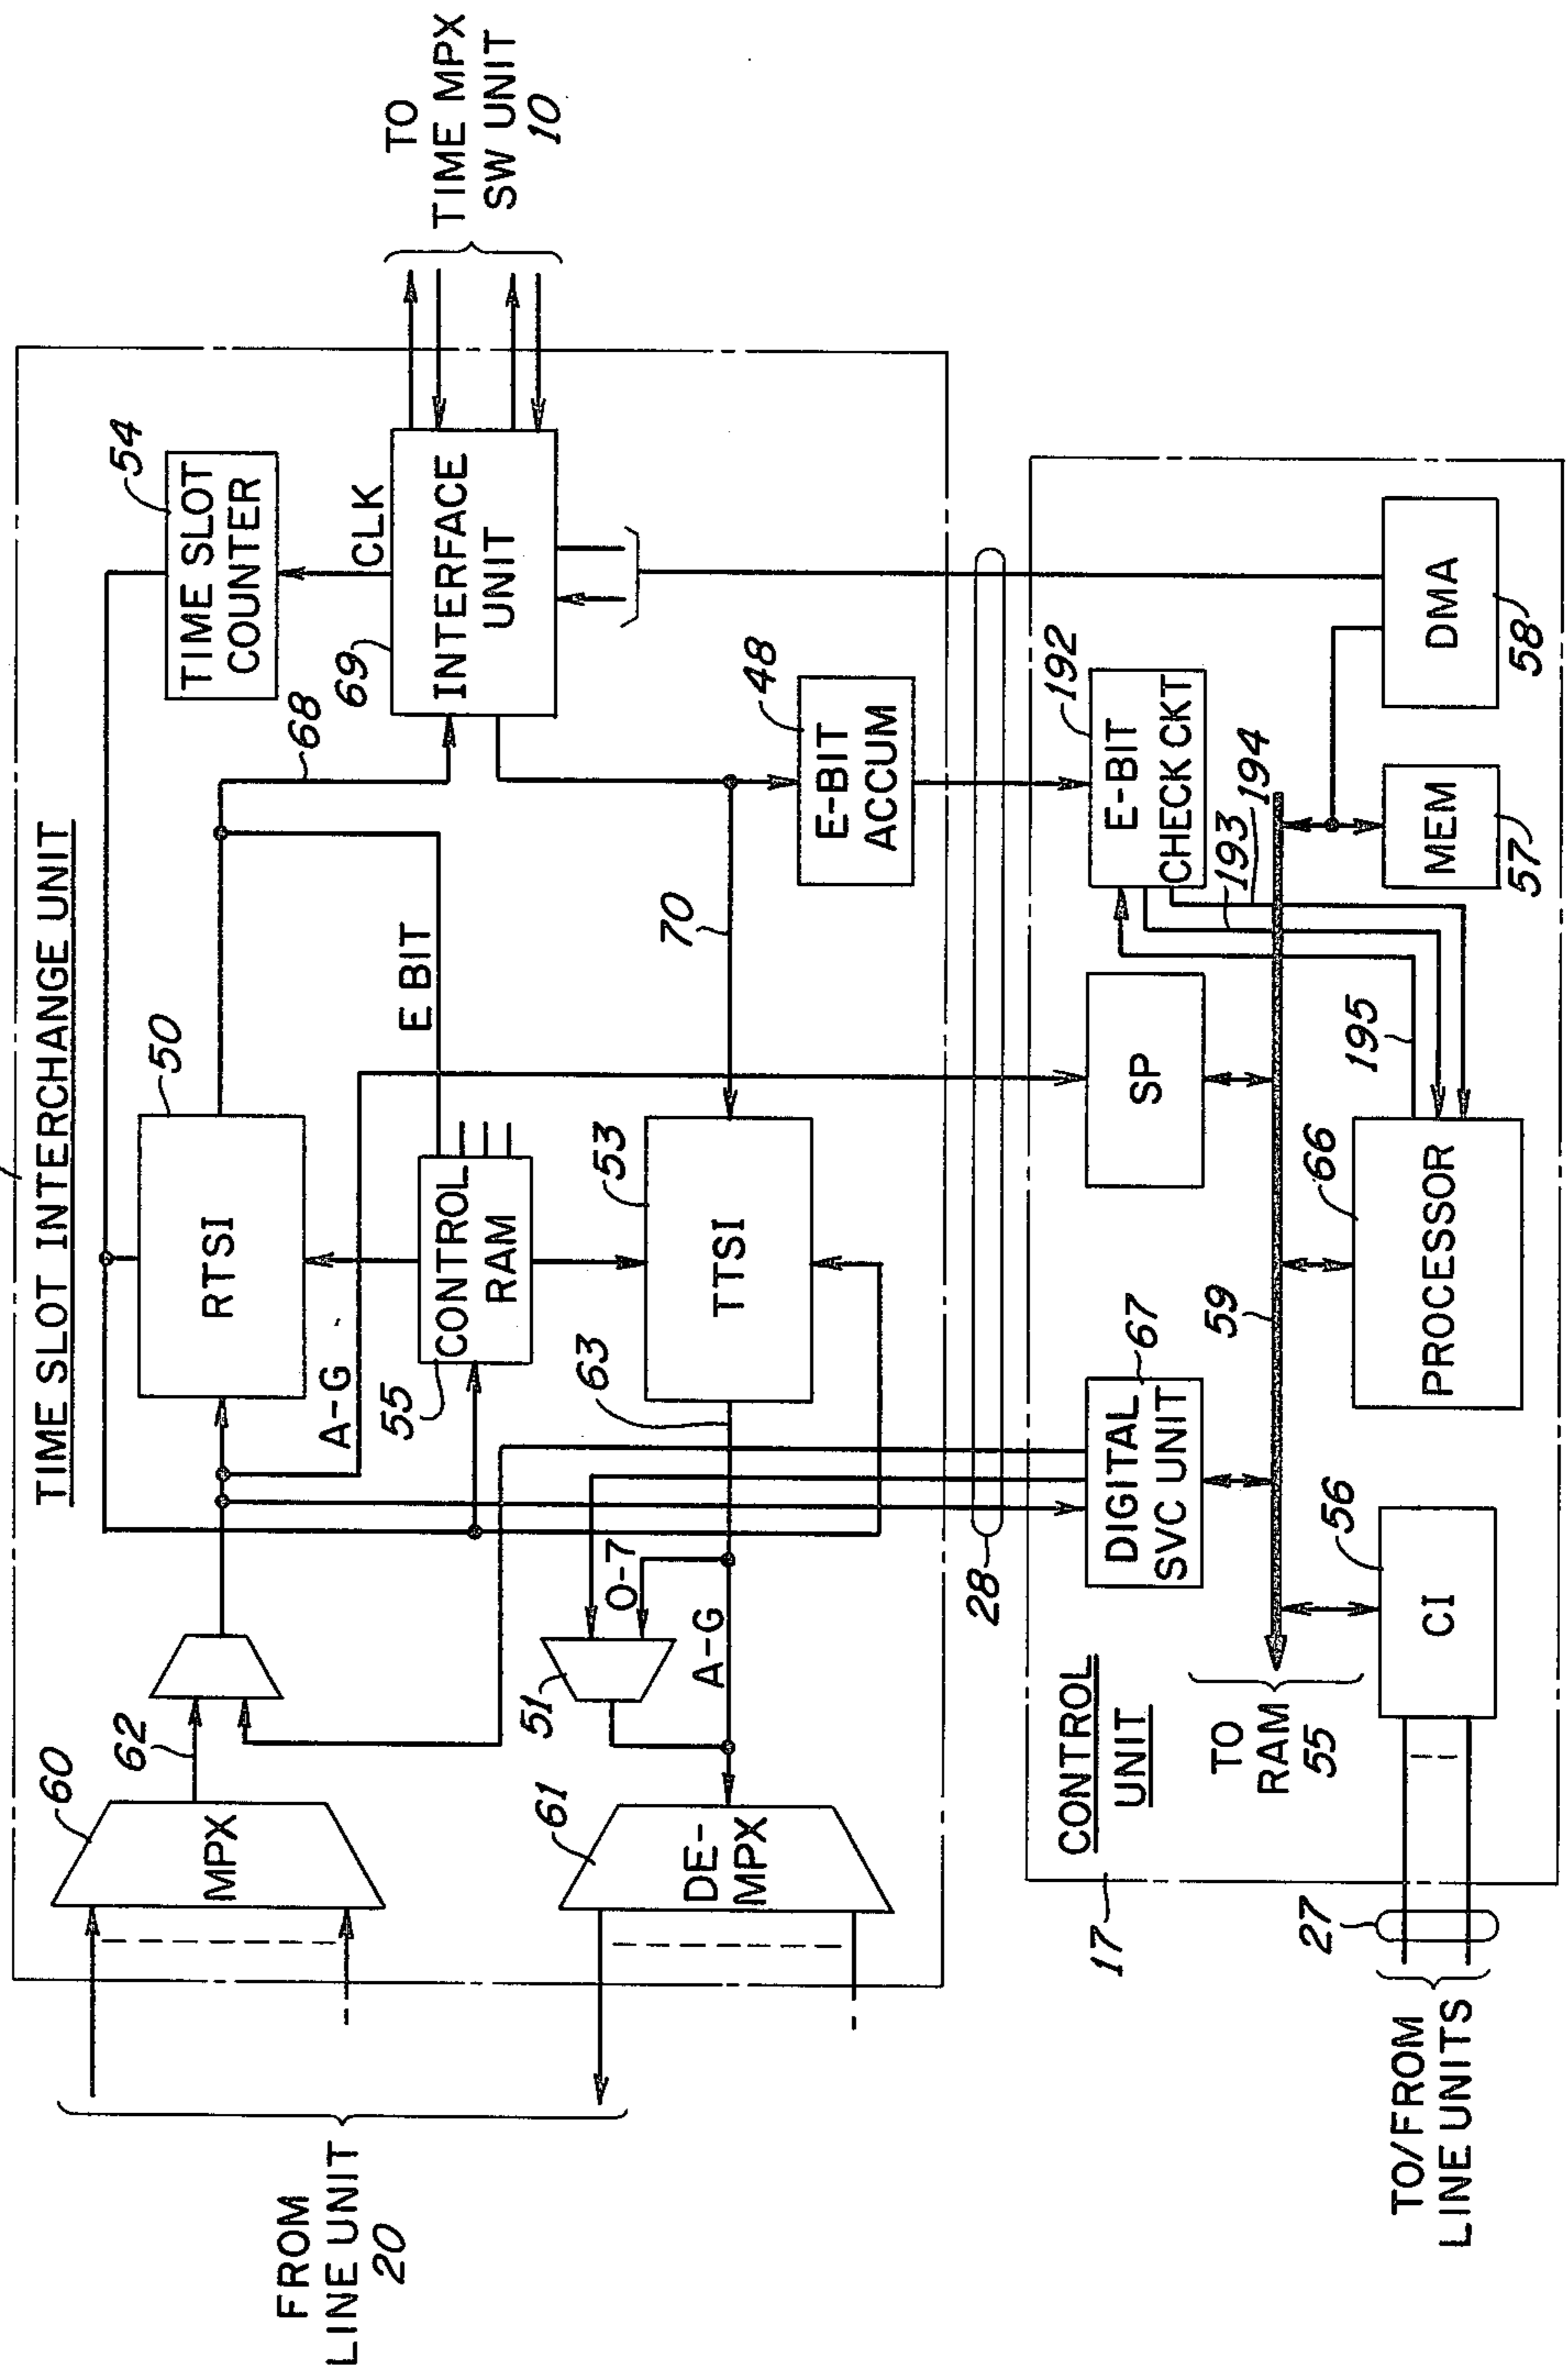 TIME SLOT INTERCHANGE UNIT
FROM
LINE UNIT
20
60
MPX
62
61
DE-
MPX
51
0-7
A-G
A-G
50
RTSI
55
CONTROL
RAM
E BIT
63
53
TTSI
68
70
54
TIME SLOT
COUNTER
CLK
69
INTERFACE
UNIT
48
E-BIT
ACCUM
TO
TIME MPX
SW UNIT
10
28
17
CONTROL
UNIT
TO
RAM
55
27
TO/FROM
LINE UNITS
56
CI
67
DIGITAL
SVC UNIT
59
66
PROCESSOR
SP
195
192
E-BIT
CHECK CKT
193
194
MEM
57
DMA
58